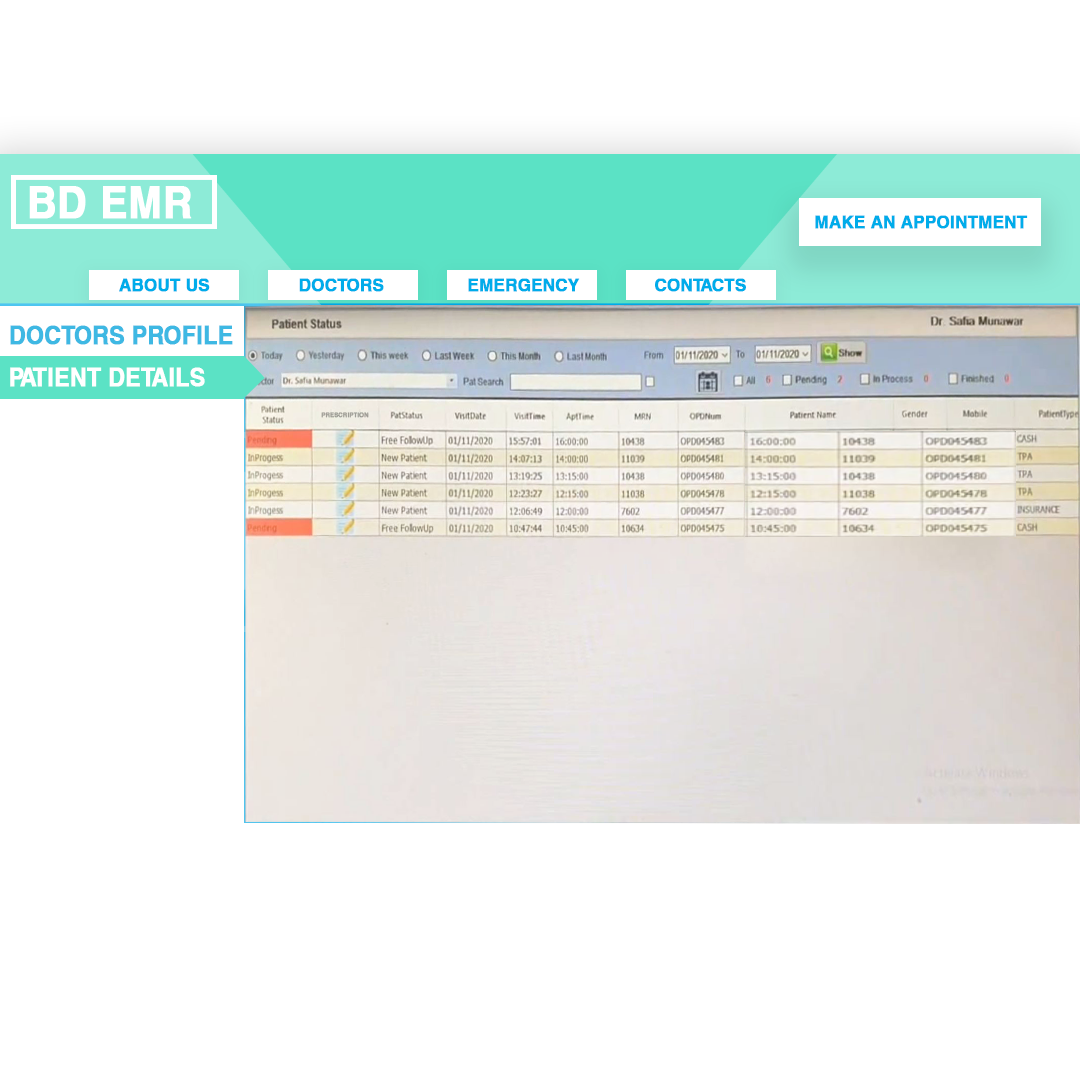 BD EMR
MAKE AN APPOINTMENT
ABOUT US DOCTORS EMERGENCY CONTACTS
DOCTORS PROFILE
PATIENT DETAILS
Patient Status Dr. Safia Munawar
Today Yesterday This week Last Week This Month Last Month From 01/11/2020 To 01/11/2020 Show
Dr. Safia Munawar Pat Search All 6 Pending 2 In Process 0 Finished 0
Patient Status PRESCRIPTION PatStatus VisitDate VisitTime AptTime MRN OPDNum Patient Name Gender Mobile PatientType
Pending Free FollowUp 01/11/2020 15:57:01 16:00:00 10438 OPD045483 16:00:00 10438 OPD045483 CASH
InProgess New Patient 01/11/2020 14:07:13 14:00:00 11039 OPD045481 14:00:00 11039 OPD045481 TPA
InProgess New Patient 01/11/2020 13:19:25 13:15:00 10438 OPD045480 13:15:00 10438 OPD045480 TPA
InProgess New Patient 01/11/2020 12:23:27 12:15:00 11038 OPD045478 12:15:00 11038 OPD045478 TPA
InProgess New Patient 01/11/2020 12:06:49 12:00:00 7602 OPD045477 12:00:00 7602 OPD045477 INSURANCE
Pending Free FollowUp 01/11/2020 10:47:44 10:45:00 10634 OPD045475 10:45:00 10634 OPD045475 CASH
Activate Windows